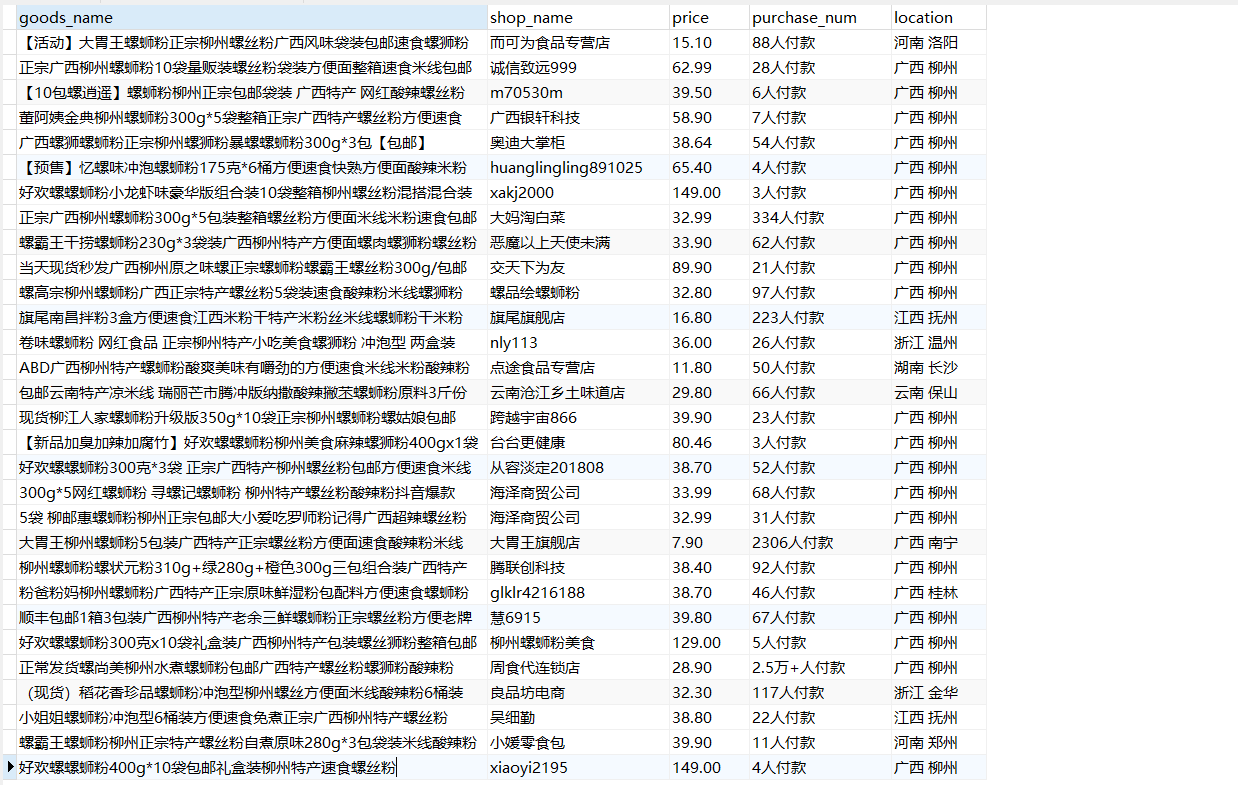 goods_name shop_name price purchase_num location
【活动】大胃王螺蛳粉正宗柳州螺丝粉广西风味袋装包邮速食螺狮粉 而可为食品专营店 15.10 88人付款 河南 洛阳
正宗广西柳州螺蛳粉10袋量贩装螺丝粉袋装方便面整箱速食米线包邮 诚信致远999 62.99 28人付款 广西 柳州
【10包螺逍遥】螺蛳粉柳州正宗包邮袋装 广西特产 网红酸辣螺丝粉 m70530m 39.50 6人付款 广西 柳州
董阿姨金典柳州螺蛳粉300g*5袋整箱正宗广西特产螺丝粉方便速食 广西银轩科技 58.90 7人付款 广西 柳州
广西螺狮螺蛳粉正宗柳州螺狮粉暴螺螺蛳粉300g*3包【包邮】 奥迪大掌柜 38.64 54人付款 广西 柳州
【预售】忆螺味冲泡螺蛳粉175克*6桶方便速食快熟方便面酸辣米粉 huanglingling891025 65.40 4人付款 广西 柳州
好欢螺螺蛳粉小龙虾味豪华版组合装10袋整箱柳州螺丝粉混搭混合装 xakj2000 149.00 3人付款 广西 柳州
正宗广西柳州螺蛳粉300g*5包装整箱螺丝粉方便面米线米粉速食包邮 大妈淘白菜 32.99 334人付款 广西 柳州
螺霸王干捞螺蛳粉230g*3袋装广西柳州特产方便面螺肉螺狮粉螺丝粉 恶魔以上天使未满 33.90 62人付款 广西 柳州
当天现货秒发广西柳州原之味螺正宗螺蛳粉螺霸王螺丝粉300g/包邮 交天下为友 89.90 21人付款 广西 柳州
螺高宗柳州螺蛳粉广西正宗特产螺丝粉5袋装速食酸辣粉米线螺狮粉 螺品绘螺蛳粉 32.80 97人付款 广西 柳州
旗尾南昌拌粉3盒方便速食江西米粉干特产米粉丝米线螺蛳粉干米粉 旗尾旗舰店 16.80 223人付款 江西 抚州
卷味螺蛳粉 网红食品 正宗柳州特产小吃美食螺狮粉 冲泡型 两盒装 nly113 36.00 26人付款 浙江 温州
ABD广西柳州特产螺蛳粉酸爽美味有嚼劲的方便速食米线米粉酸辣粉 点途食品专营店 11.80 50人付款 湖南 长沙
包邮云南特产凉米线 瑞丽芒市腾冲版纳撒酸辣撇苤螺蛳粉原料3斤份 云南沧江乡土味道店 29.80 66人付款 云南 保山
现货柳江人家螺蛳粉升级版350g*10袋正宗柳州螺蛳粉螺姑娘包邮 跨越宇宙866 39.90 23人付款 广西 柳州
【新品加臭加辣加腐竹】好欢螺螺蛳粉柳州美食麻辣螺狮粉400gx1袋 台台更健康 80.46 3人付款 广西 柳州
好欢螺螺蛳粉300克*3袋 正宗广西特产柳州螺丝粉包邮方便速食米线 从容淡定201808 38.70 52人付款 广西 柳州
300g*5网红螺蛳粉 寻螺记螺蛳粉 柳州特产螺丝粉酸辣粉抖音爆款 海泽商贸公司 33.99 68人付款 广西 柳州
5袋 柳邮重螺蛳粉柳州正宗包邮大小爱吃罗师粉记得广西超辣螺丝粉 海泽商贸公司 32.99 31人付款 广西 柳州
大胃王柳州螺蛳粉5包装广西特产正宗螺丝粉方便面速食酸辣粉米线 大胃王旗舰店 7.90 2306人付款 广西 南宁
柳州螺蛳粉螺状元粉310g+绿280g+橙色300g三包组合装广西特产 腾联创科技 38.40 92人付款 广西 柳州
粉爸粉妈柳州螺蛳粉广西特产正宗原味鲜湿粉包配料方便速食螺蛳粉 glklr4216188 38.70 46人付款 广西 桂林
顺丰包邮1箱3包装广西柳州特产老余三鲜螺蛳粉正宗螺丝粉方便老牌 慧6915 39.80 67人付款 广西 柳州
好欢螺螺蛳粉300克x10袋礼盒装广西柳州特产包装螺丝狮粉整箱包邮 柳州螺蛳粉美食 129.00 5人付款 广西 柳州
正常发货螺尚美柳州水煮螺蛳粉包邮广西特产螺丝粉螺狮粉酸辣粉 周食代连锁店 28.90 2.5万+人付款 广西 柳州
（现货）稻花香珍品螺蛳粉冲泡型柳州螺丝方便面米线酸辣粉6桶装 良品坊电商 32.30 117人付款 浙江 金华
小姐姐螺蛳粉冲泡型6桶装方便速食免煮正宗广西柳州特产螺丝粉 吴细勤 38.80 22人付款 江西 抚州
螺霸王螺蛳粉柳州正宗特产螺丝粉自煮原味280g*3包袋装米线酸辣粉 小媛零食包 39.90 11人付款 河南 郑州
好欢螺螺蛳粉400g*10袋包邮礼盒装柳州特产速食螺丝粉 xiaoyi2195 149.00 4人付款 广西 柳州